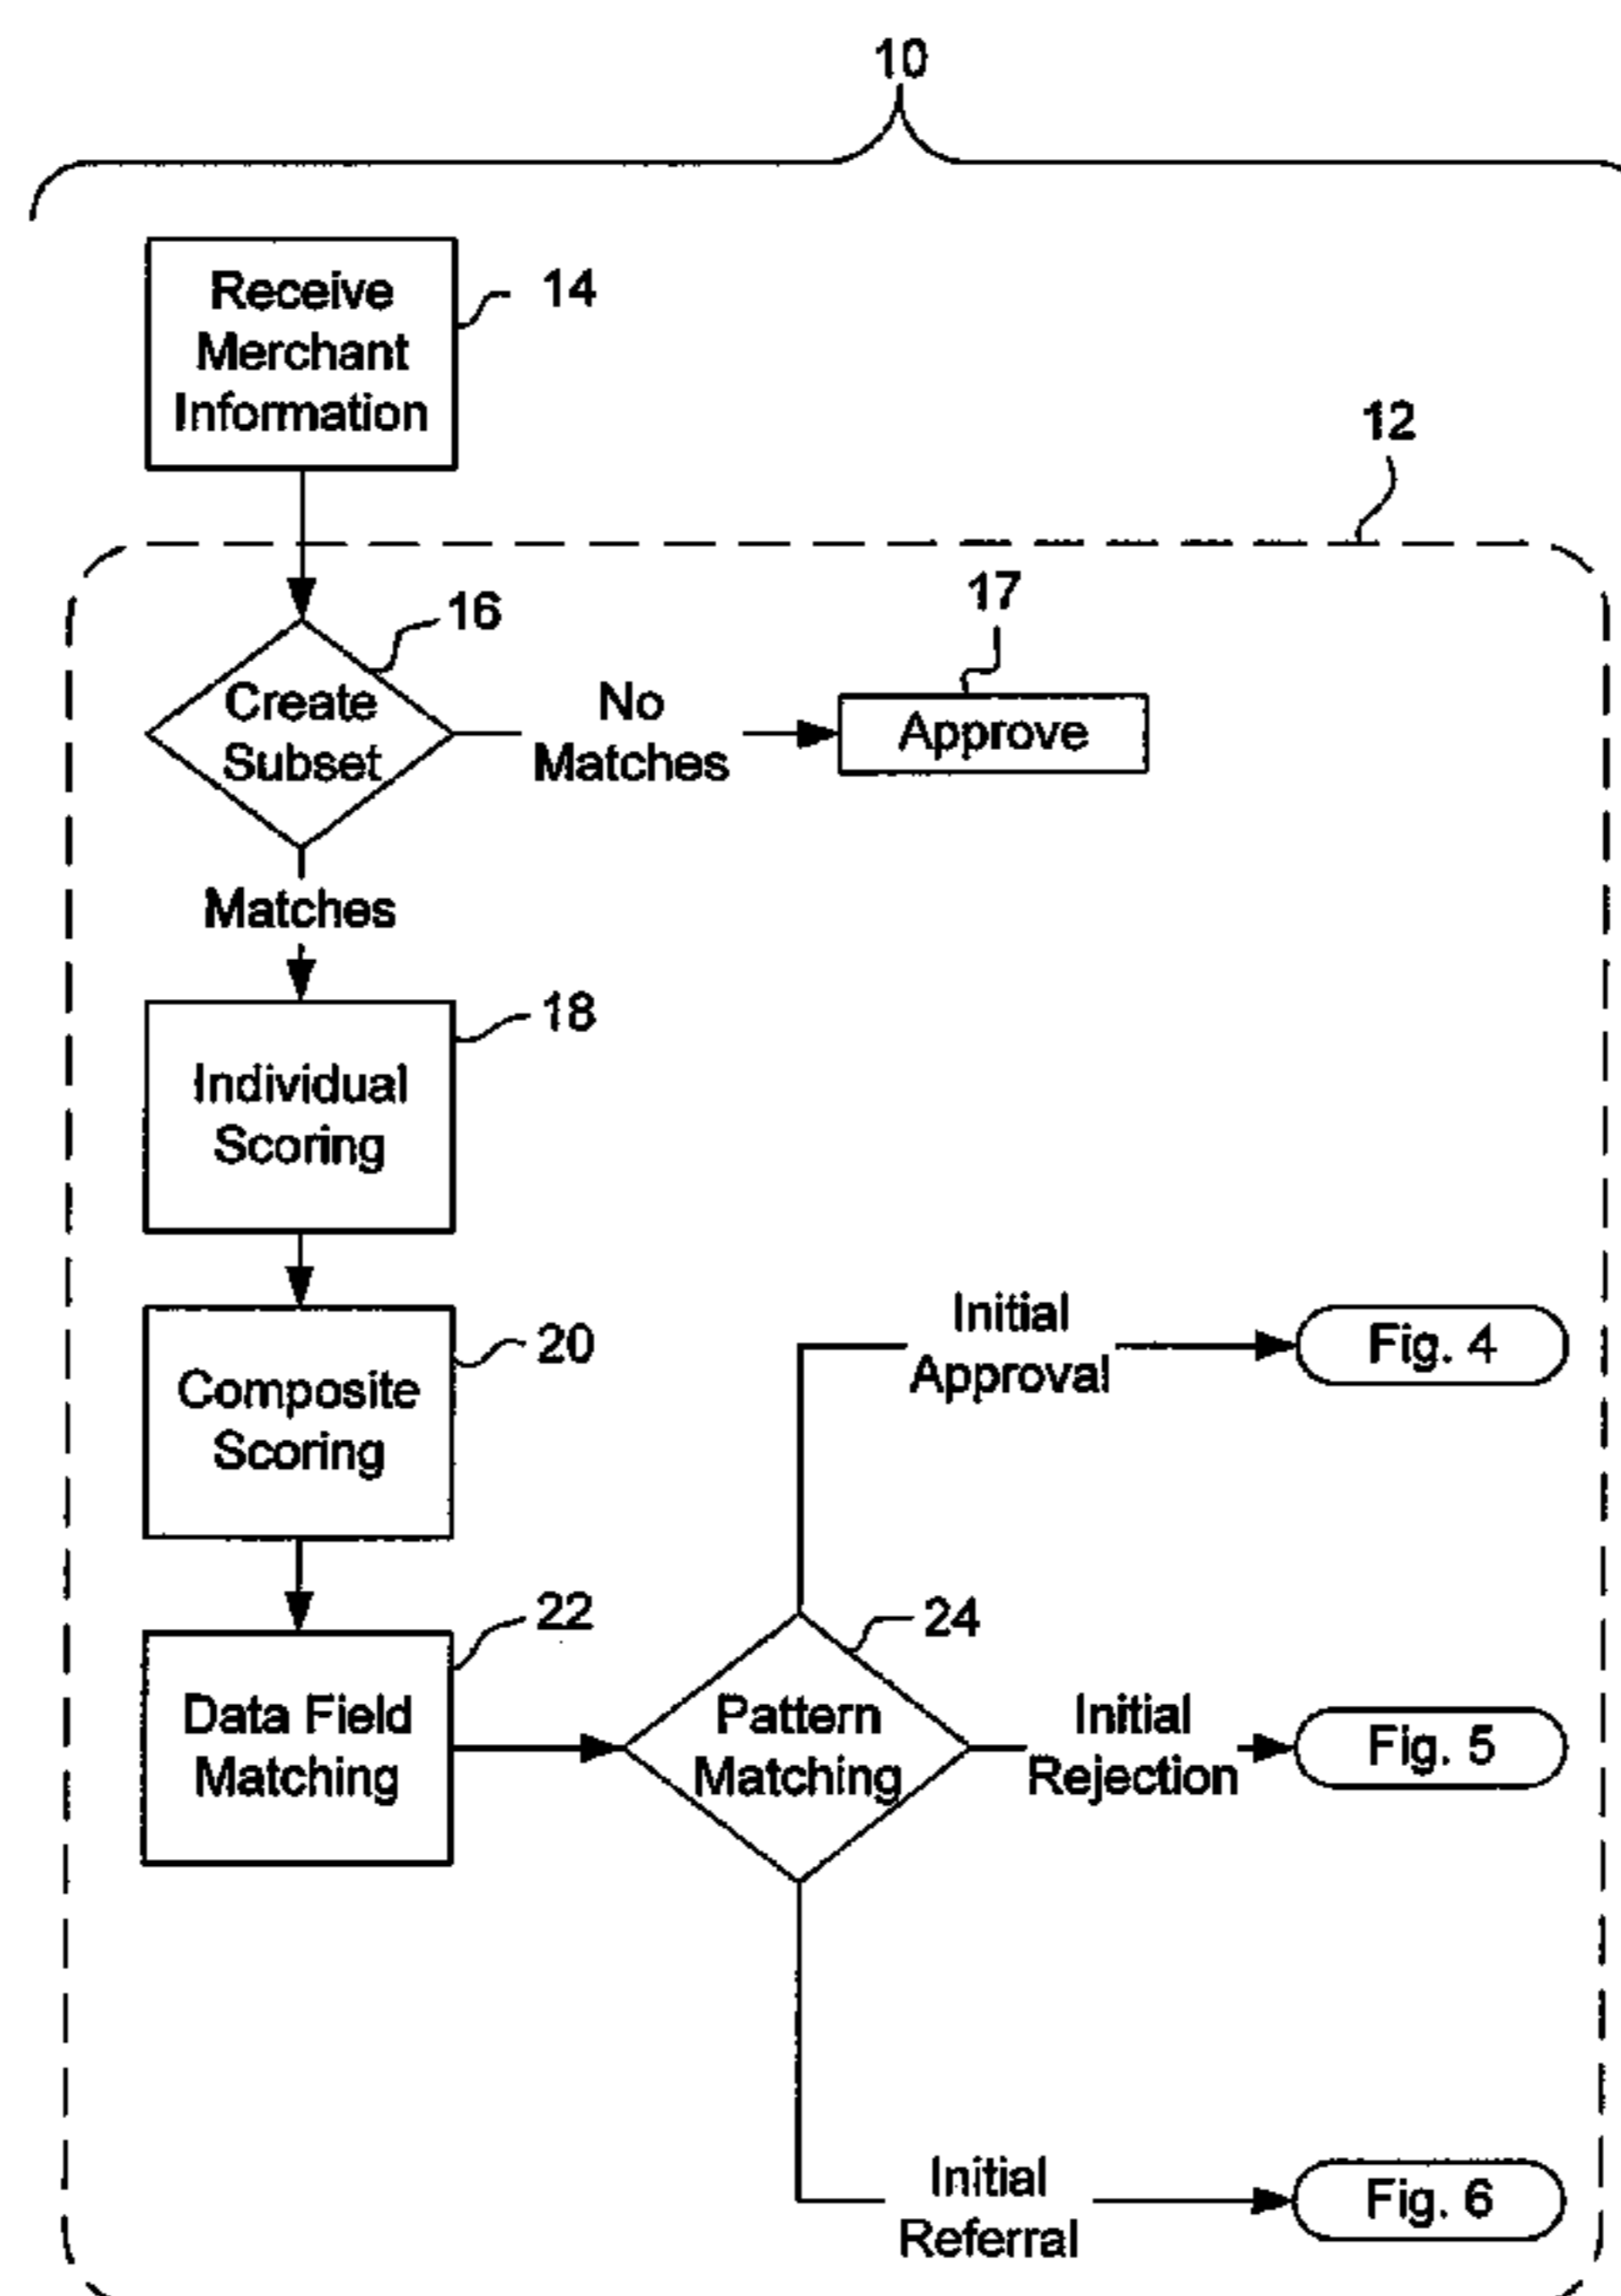 10
Receive
Merchant
Information
14
12
16
17
Create
Subset
No
Matches
Approve
Matches
18
Individual
Scoring
20
Composite
Scoring
Initial
Approval
Fig. 4
22
24
Data Field
Matching
Pattern
Matching
Initial
Rejection
Fig. 5
Initial
Referral
Fig. 6